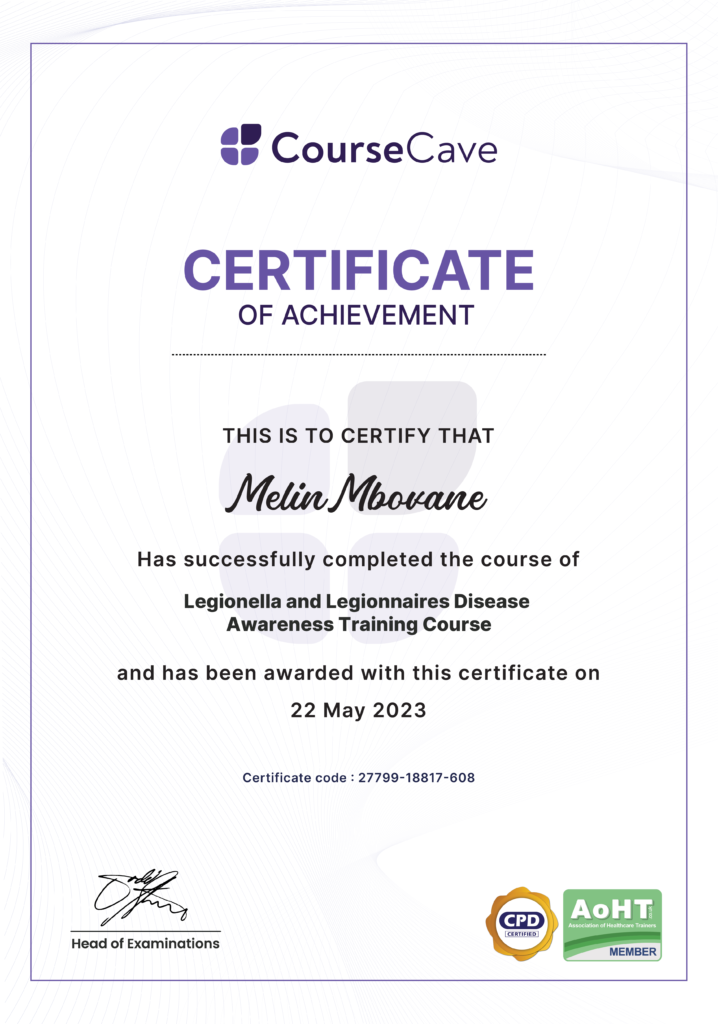 CourseCave
CERTIFICATE
OF ACHIEVEMENT
THIS IS TO CERTIFY THAT
Melin Mbovane
Has successfully completed the course of
Legionella and Legionnaires Disease
Awareness Training Course
and has been awarded with this certificate on
22 May 2023
Certificate code : 27799-18817-608
Head of Examinations
CPD
CERTIFIED
AoHT
Association of Healthcare Trainers
MEMBER